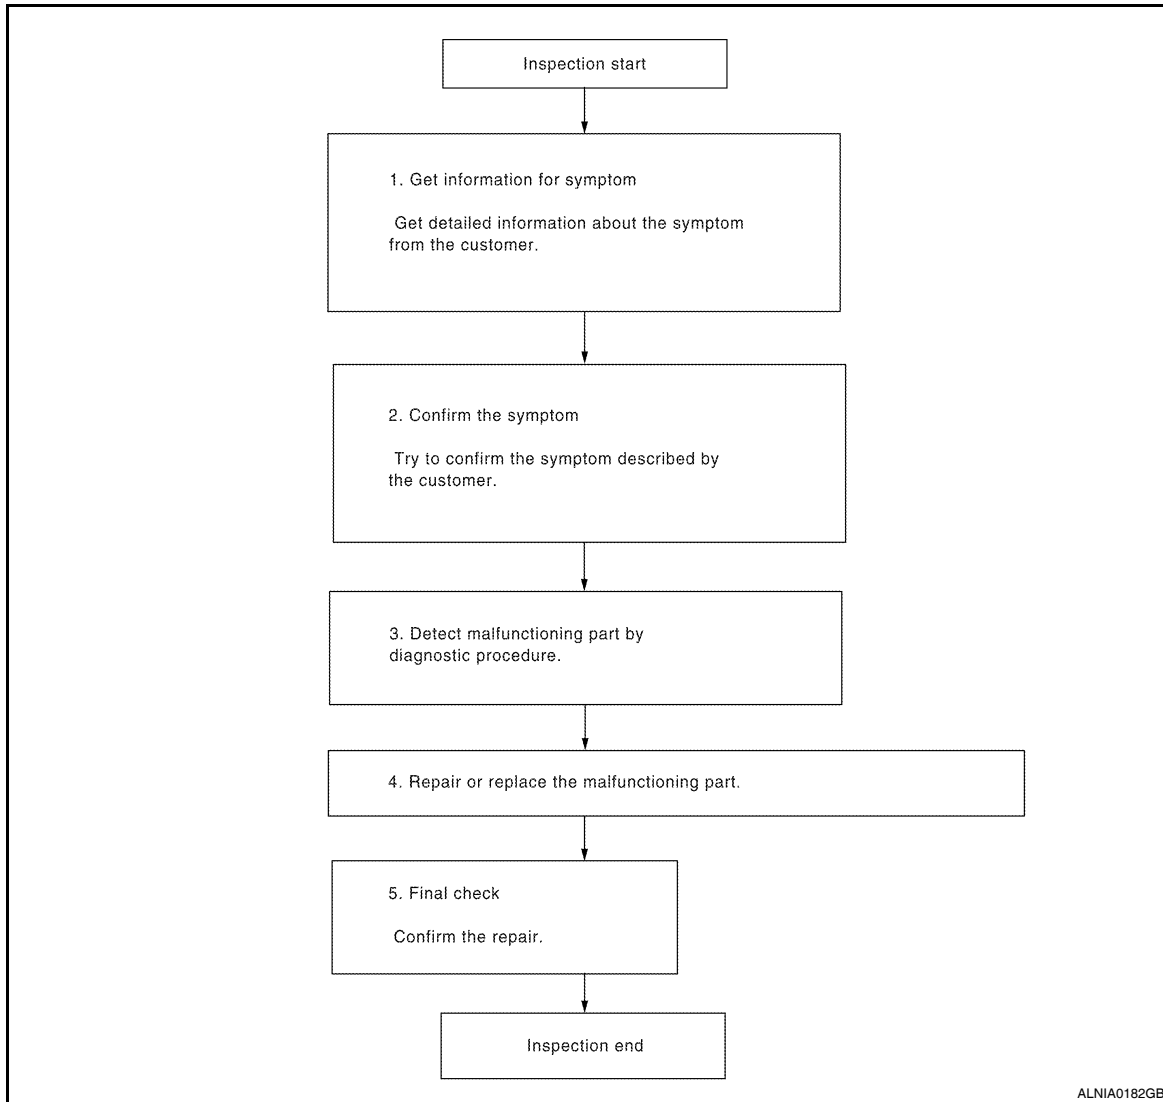 Inspection start
1. Get information for symptom
Get detailed information about the symptom
from the customer.
2. Confirm the symptom
Try to confirm the symptom described by
the customer.
3. Detect malfunctioning part by
diagnostic procedure.
4. Repair or replace the malfunctioning part.
5. Final check
Confirm the repair.
Inspection end
ALNIA0182GB